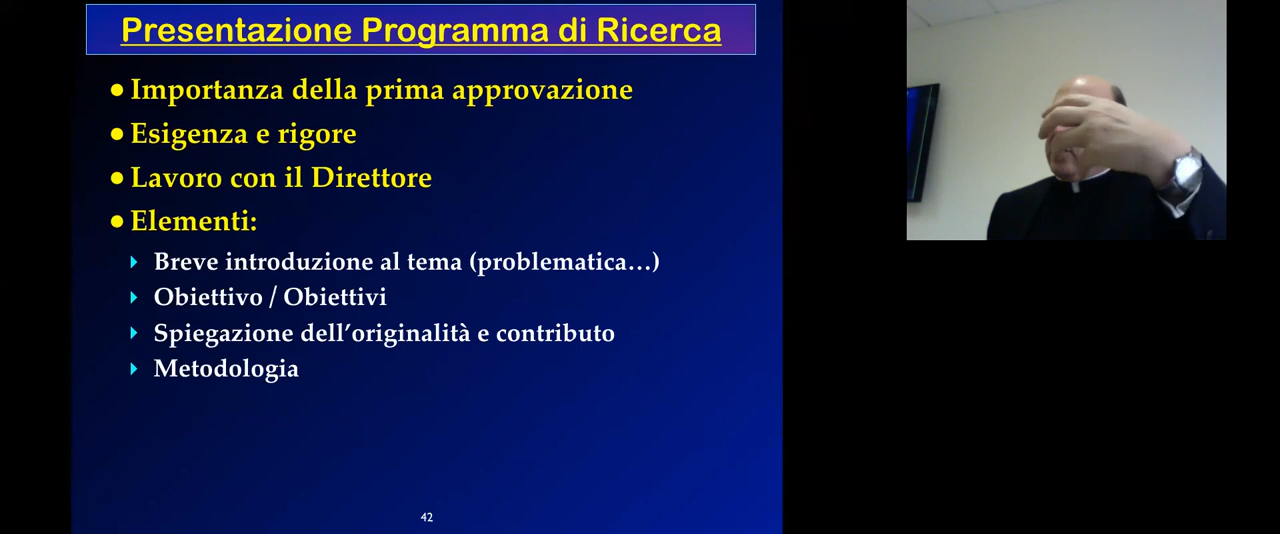 Presentazione Programma di Ricerca
Importanza della prima approvazione
Esigenza e rigore
Lavoro con il Direttore
Elementi:
Breve introduzione al tema (problematica…)
Obiettivo / Obiettivi
Spiegazione dell’originalità e contributo
Metodologia
42